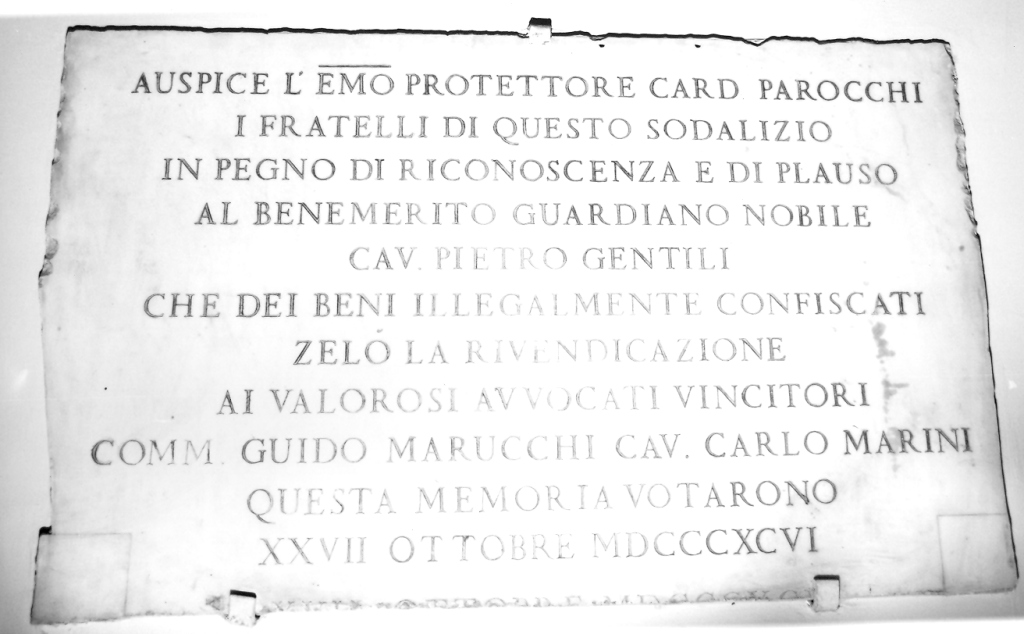 AUSPICE L' EMO PROTETTORE CARD. PAROCCHI
I FRATELLI DI QUESTO SODALIZIO
IN PEGNO DI RICONOSCENZA E DI PLAUSO
AL BENEMERITO GUARDIANO NOBILE
CAV. PIETRO GENTILI
CHE DEI BENI ILLEGALMENTE CONFISCATI
ZELÒ LA RIVENDICAZIONE
AI VALOROSI AVVOCATI VINCITORI
COMM. GUIDO MARUCCHI CAV. CARLO MARINI
QUESTA MEMORIA VOTARONO
XXVII OTTOBRE MDCCCXCVI